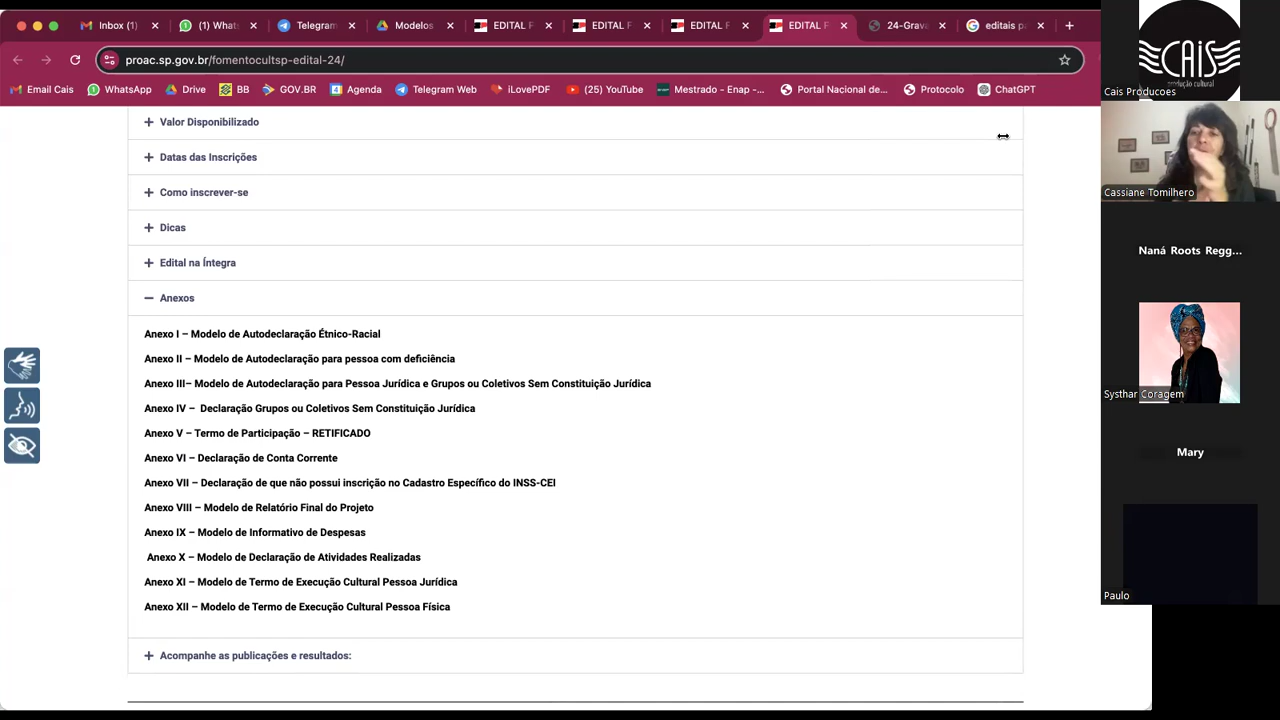 Inbox (1)
(1) What:
Telegram
Modelos
EDITAL F
EDITAL F
EDITAL F
EDITAL F
24-Grava
editais p
proac.sp.gov.br/fomentocultsp-edital-24/
Email Cais
WhatsApp
Drive
BB
GOV.BR
Agenda
Telegram Web
iLovePDF
(25) YouTube
Mestrado - Enap -...
Portal Nacional de...
Protocolo
ChatGPT
Valor Disponibilizado
Datas das Inscrições
Como inscrever-se
Dicas
Edital na Íntegra
Anexos
Anexo I – Modelo de Autodeclaração Étnico-Racial
Anexo II – Modelo de Autodeclaração para pessoa com deficiência
Anexo III– Modelo de Autodeclaração para Pessoa Jurídica e Grupos ou Coletivos Sem Constituição Jurídica
Anexo IV – Declaração Grupos ou Coletivos Sem Constituição Jurídica
Anexo V – Termo de Participação – RETIFICADO
Anexo VI – Declaração de Conta Corrente
Anexo VII – Declaração de que não possui inscrição no Cadastro Específico do INSS-CEI
Anexo VIII – Modelo de Relatório Final do Projeto
Anexo IX – Modelo de Informativo de Despesas
Anexo X – Modelo de Declaração de Atividades Realizadas
Anexo XI – Modelo de Termo de Execução Cultural Pessoa Jurídica
Anexo XII – Modelo de Termo de Execução Cultural Pessoa Física
Acompanhe as publicações e resultados:
CAIS
produção cultural
Cais Producoes
Cassiane Tomilhero
Naná Roots Regg...
Systhar Coragem
Mary
Paulo